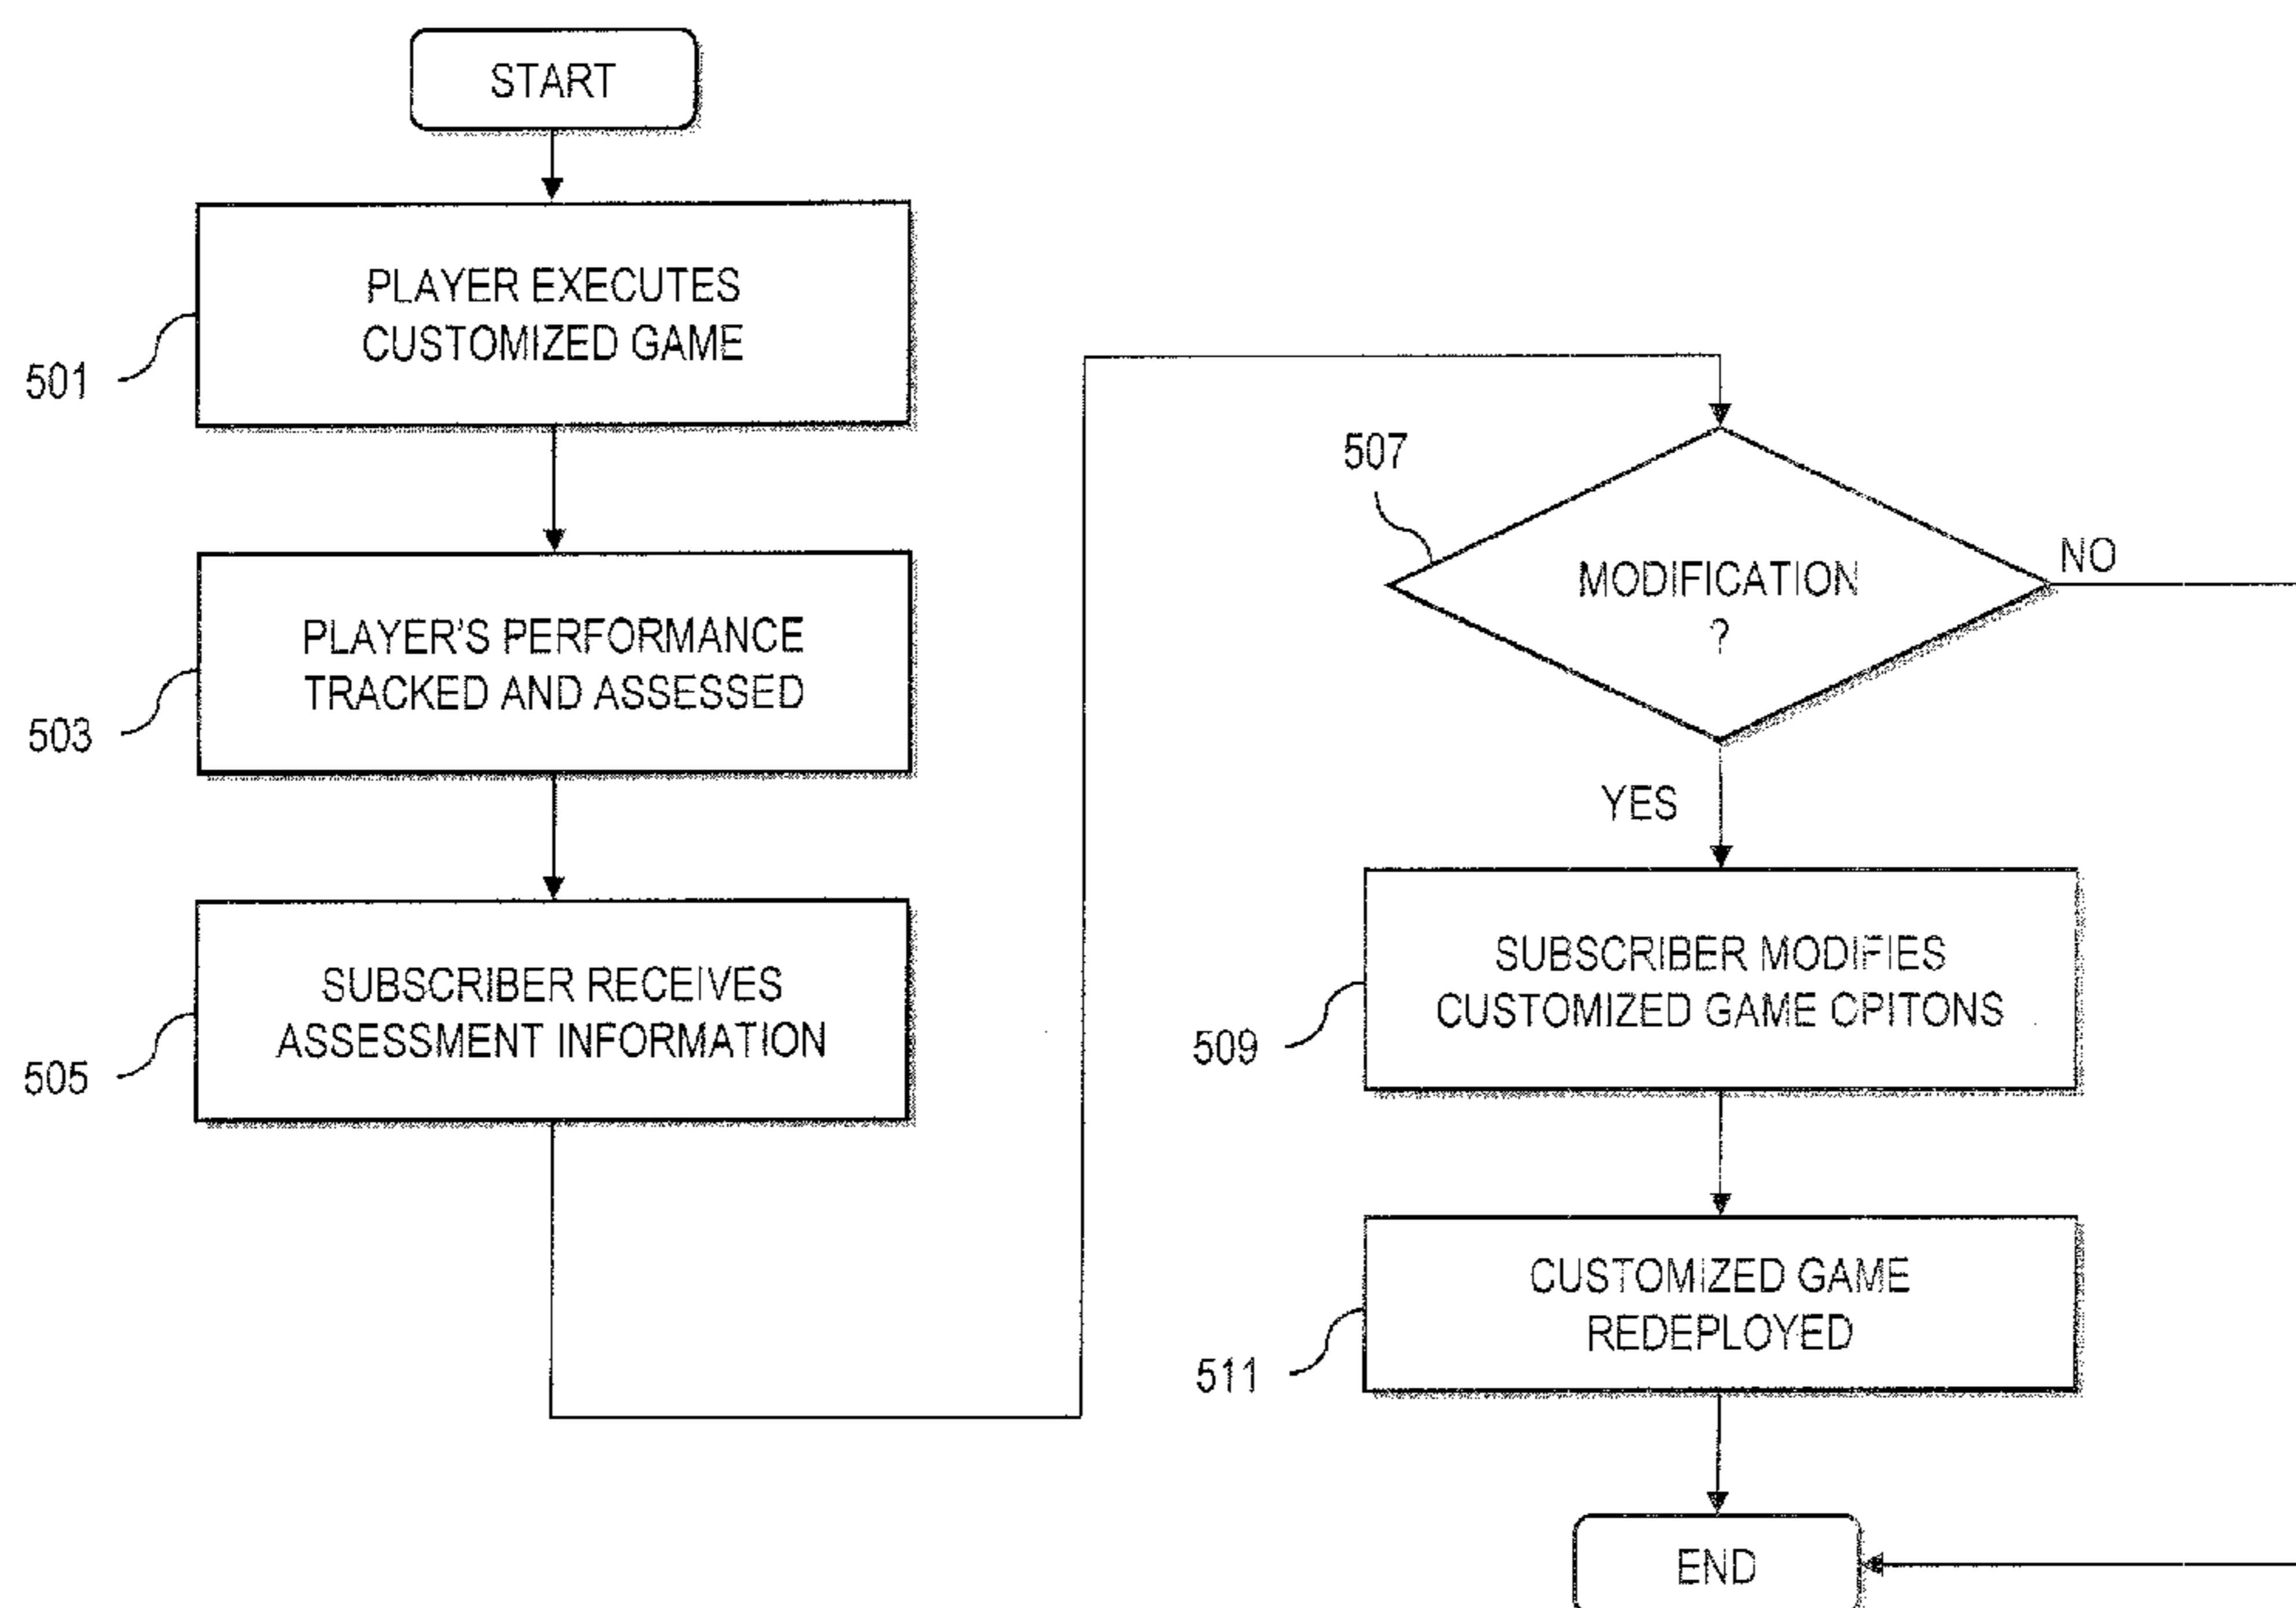 START
PLAYER EXECUTES
CUSTOMIZED GAME
501
PLAYER'S PERFORMANCE
TRACKED AND ASSESSED
503
SUBSCRIBER RECEIVES
ASSESSMENT INFORMATION
505
507
MODIFICATION
?
NO
YES
SUBSCRIBER MODIFIES
CUSTOMIZED GAME CPITONS
509
CUSTOMIZED GAME
REDEPLOYED
511
END